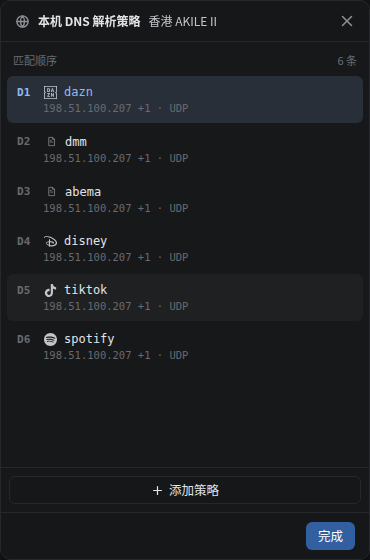 本机 DNS 解析策略 香港 AKILE II
匹配顺序 6 条
D1 DAZN dazn
198.51.100.207 +1 · UDP
D2 dmm
198.51.100.207 +1 · UDP
D3 abema
198.51.100.207 +1 · UDP
D4 disney
198.51.100.207 +1 · UDP
D5 tiktok
198.51.100.207 +1 · UDP
D6 spotify
198.51.100.207 +1 · UDP
+ 添加策略
完成